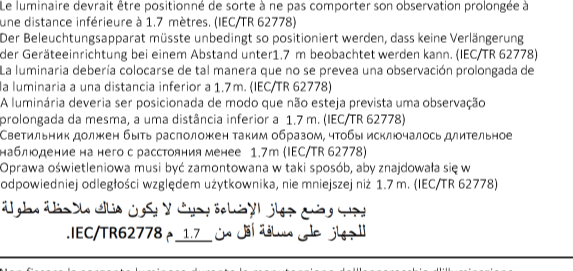 Le luminaire devrait être positionné de sorte à ne pas comporter son observation prolongée à
une distance inférieure à 1.7 mètres. (IEC/TR 62778)
Der Beleuchtungsapparat müsste unbedingt so positioniert werden, dass keine Verlängerung
der Geräteeinrichtung bei einem Abstand unter1.7 m beobachtet werden kann. (IEC/TR 62778)
La luminaria debería colocarse de tal manera que no se prevea una observación prolongada de
la luminaria a una distancia inferior a 1.7m. (IEC/TR 62778)
A luminária deveria ser posicionada de modo que não esteja prevista uma observação
prolongada da mesma, a uma distância inferior a 1.7 m. (IEC/TR 62778)
Светильник должен быть расположен таким образом, чтобы исключалось длительное
наблюдение на него с расстояния менее 1.7m (IEC/TR 62778)
Oprawa oświetleniowa musi być zamontowana w taki sposób, aby znajdowała się w
odpowiedniej odległości względem użytkownika, nie mniejszej niż 1.7 m. (IEC/TR 62778)
يجب وضع جهاز الإضاءة بحيث لا يكون هناك ملاحظة مطولة
للجهاز على مسافة أقل من 1.7 م IEC/TR62778.